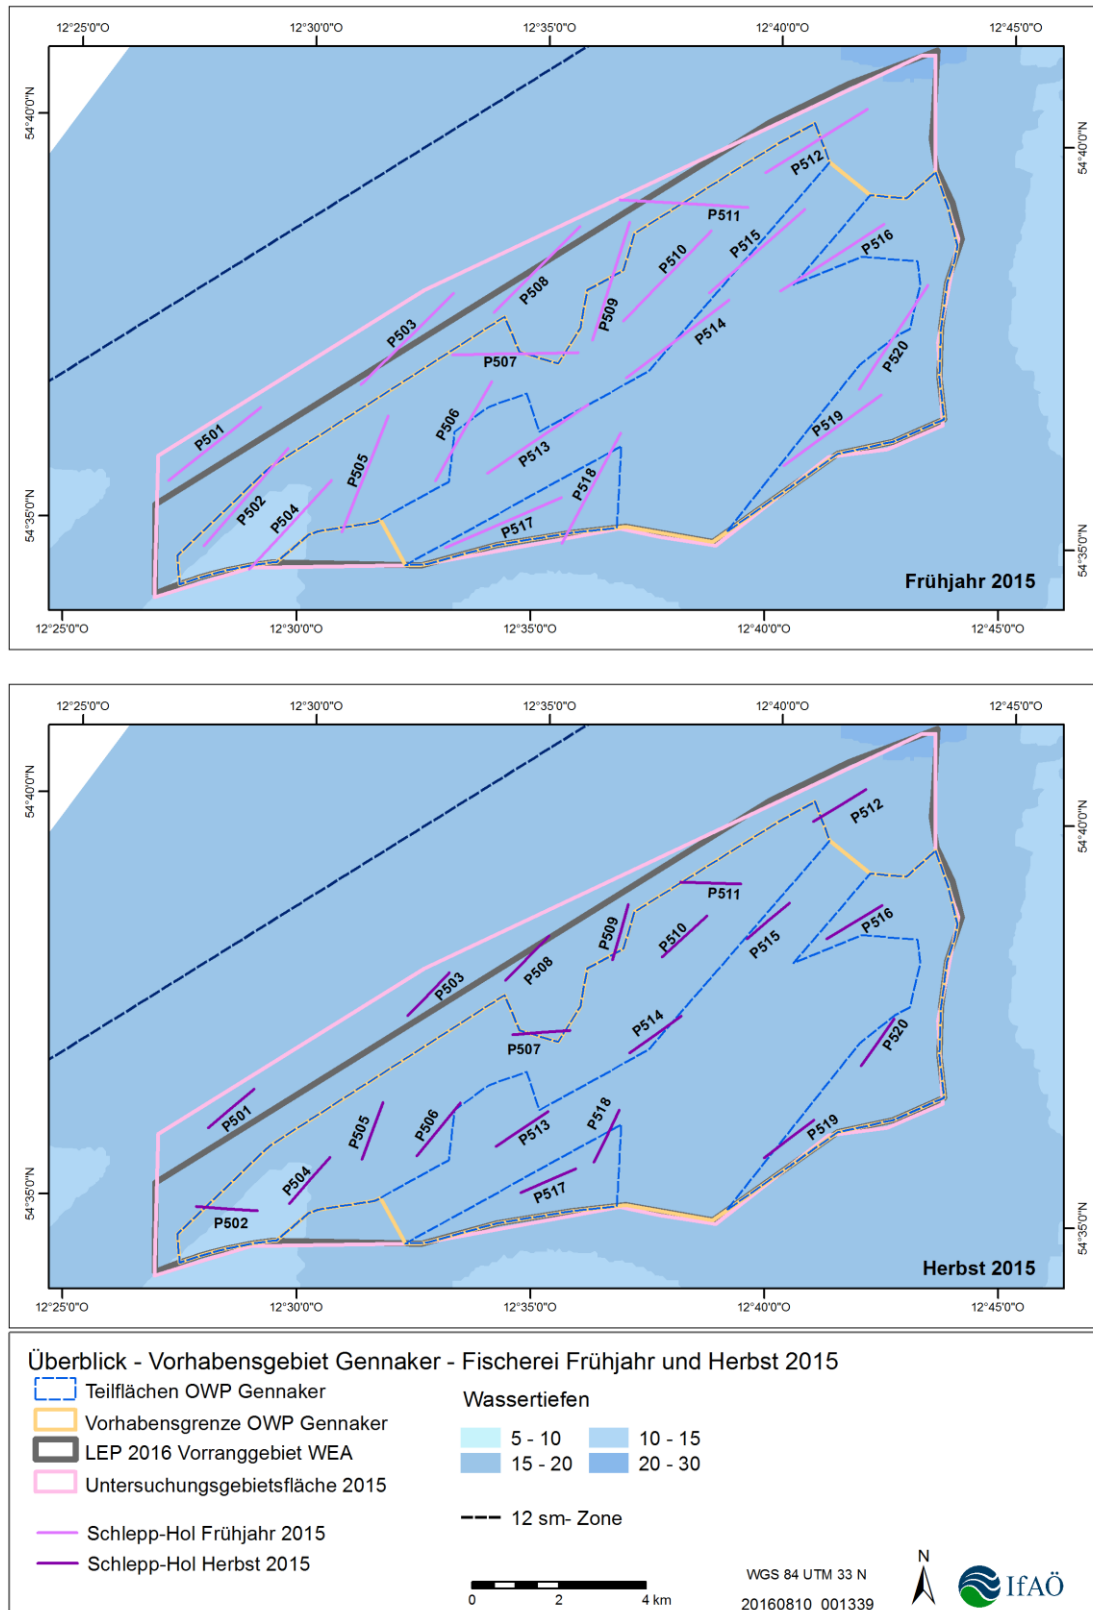 12°25'0"O 12°30'0"O 12°35'0"O 12°40'0"O 12°45'0"O
54°40'0"N
54°40'0"N
P512
P511
P516
P515
P510
P508
P509
P503
P514
P507
P520
P506
P501
P519
P513
P505
P518
P502
P504
P517
54°35'0"N
54°35'0"N
Frühjahr 2015
12°25'0"O 12°30'0"O 12°35'0"O 12°40'0"O 12°45'0"O
12°25'0"O 12°30'0"O 12°35'0"O 12°40'0"O 12°45'0"O
54°40'0"N
54°40'0"N
P512
P511
P516
P510
P515
P509
P508
P503
P514
P507
P520
P501
P506
P505
P518
P513
P519
P504
P517
P502
54°35'0"N
54°35'0"N
Herbst 2015
12°25'0"O 12°30'0"O 12°35'0"O 12°40'0"O 12°45'0"O
Überblick - Vorhabensgebiet Gennaker - Fischerei Frühjahr und Herbst 2015
Teilflächen OWP Gennaker
Vorhabensgrenze OWP Gennaker
LEP 2016 Vorranggebiet WEA
Untersuchungsgebietsfläche 2015
Schlepp-Hol Frühjahr 2015
Schlepp-Hol Herbst 2015
Wassertiefen
5 - 10 10 - 15
15 - 20 20 - 30
12 sm- Zone
0 2 4 km
WGS 84 UTM 33 N
20160810_001339
N
IfAÖ